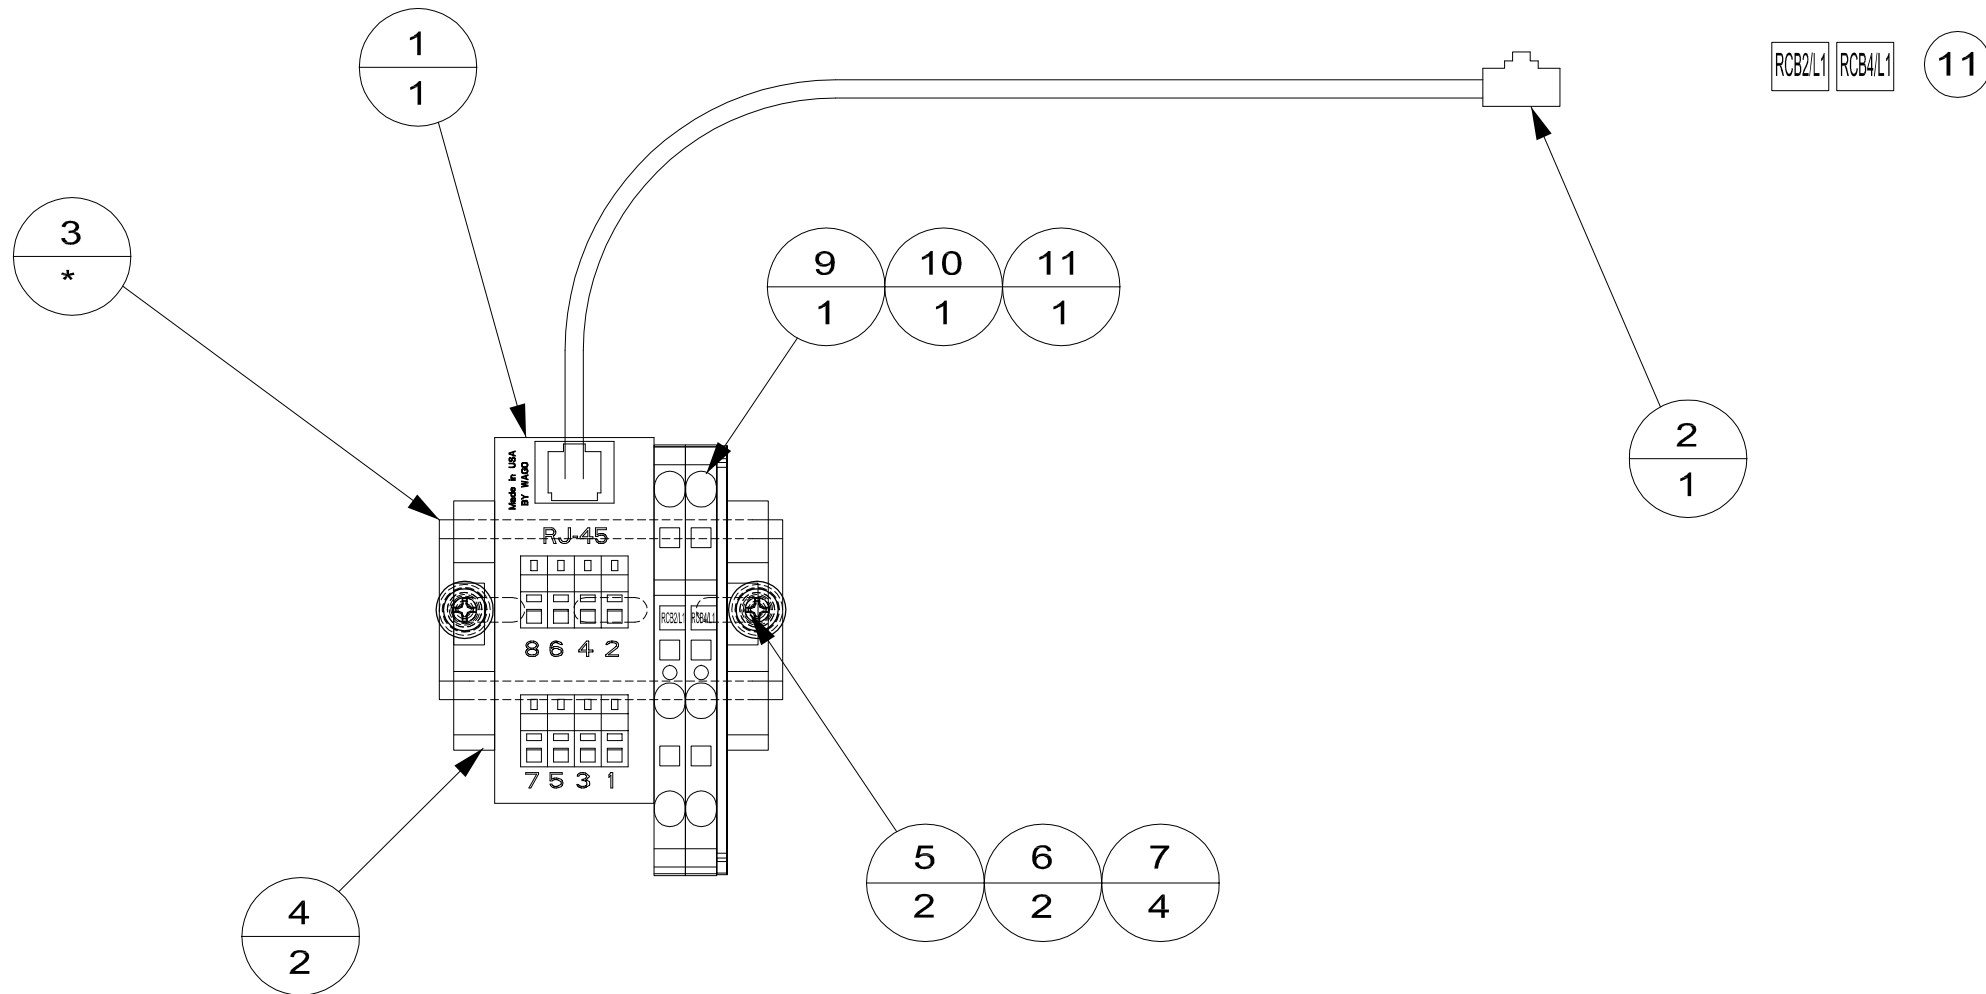 1
1
RCB2/L1 RCB4/L1 11
3
*
9 10 11
1 1 1
2
1
Made in USA
BY WAGO
RJ-45
RCB2/L1 RCB4/L1
8 6 4 2
7 5 3 1
5 6 7
2 2 4
4
2